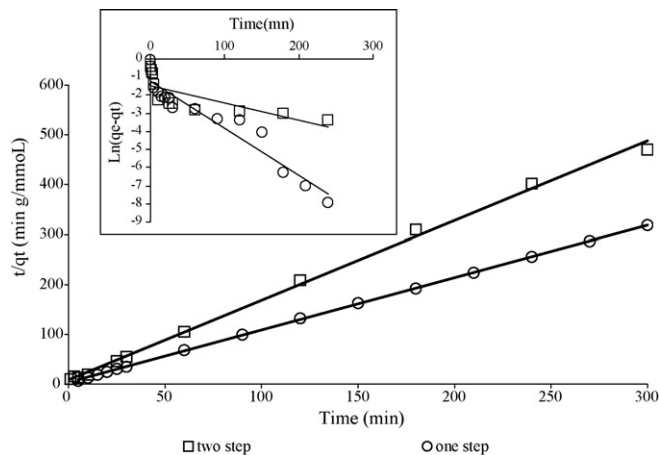 Time(mn)
0 100 200 300
0
-1
-2
-3
-4
-5
-6
-7
-8
-9
Ln(qe-qt)
600
500
400
300
200
100
0
t/qt (min g/mmoL)
0 50 100 150 200 250 300
Time (min)
two step one step